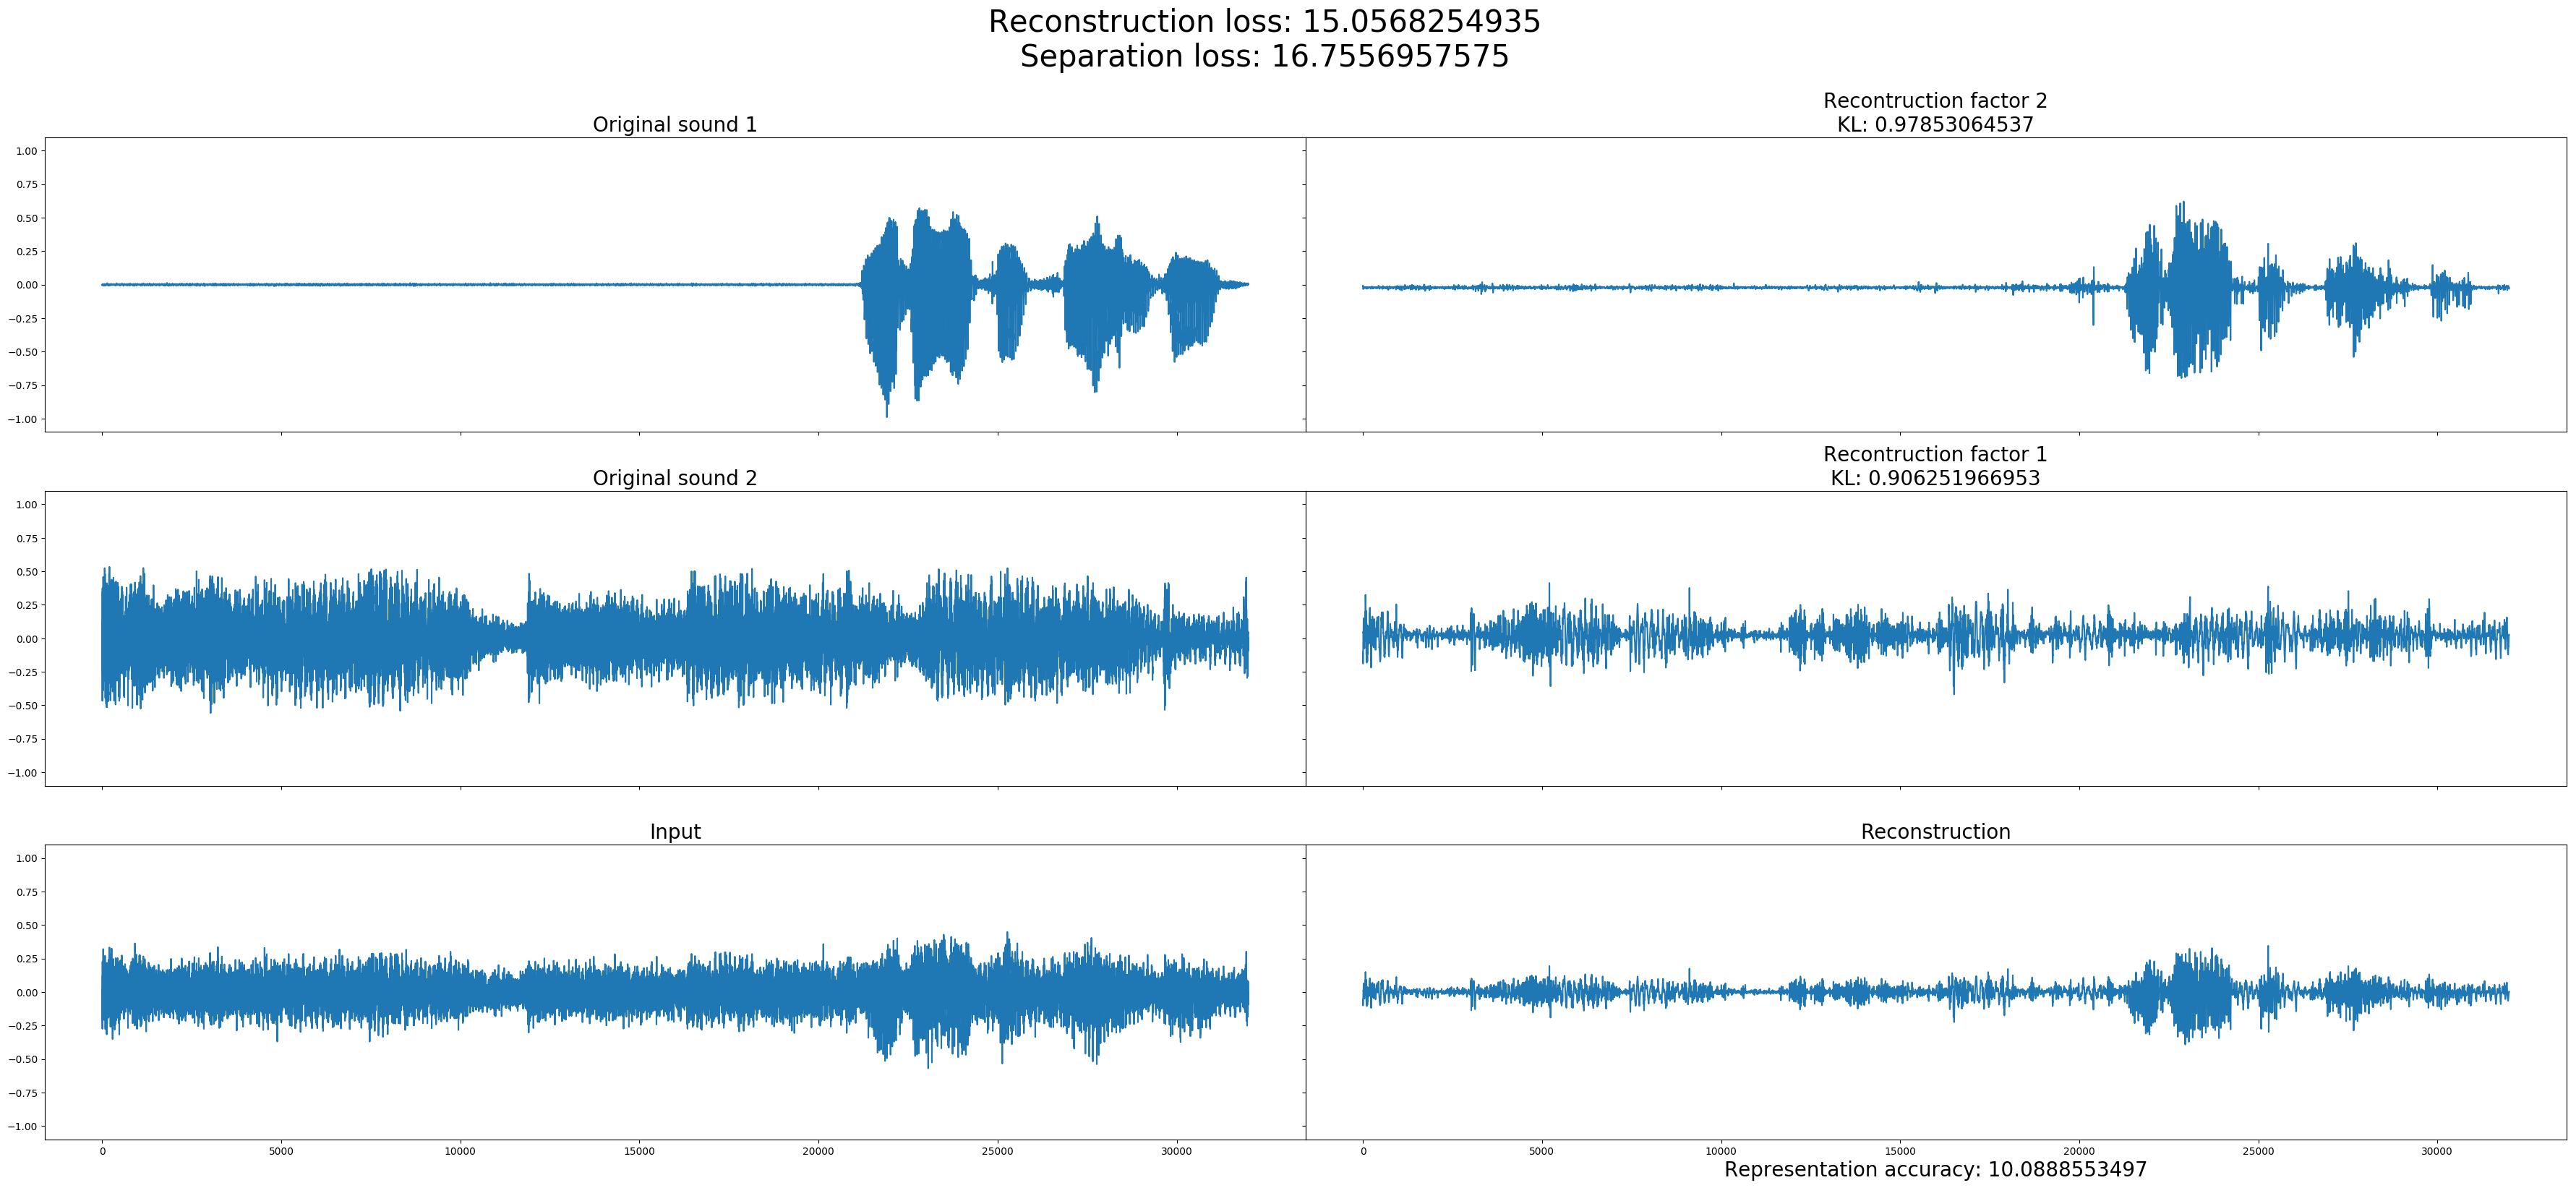 Reconstruction loss: 15.0568254935
Separation loss: 16.7556957575
Original sound 1
Recontruction factor 2
KL: 0.97853064537
1.00
0.75
0.50
0.25
0.00
−0.25
−0.50
−0.75
−1.00
Original sound 2
Recontruction factor 1
KL: 0.906251966953
1.00
0.75
0.50
0.25
0.00
−0.25
−0.50
−0.75
−1.00
Input
Reconstruction
1.00
0.75
0.50
0.25
0.00
−0.25
−0.50
−0.75
−1.00
0 5000 10000 15000 20000 25000 30000
0 5000 10000 15000 20000 25000 30000
Representation accuracy: 10.0888553497